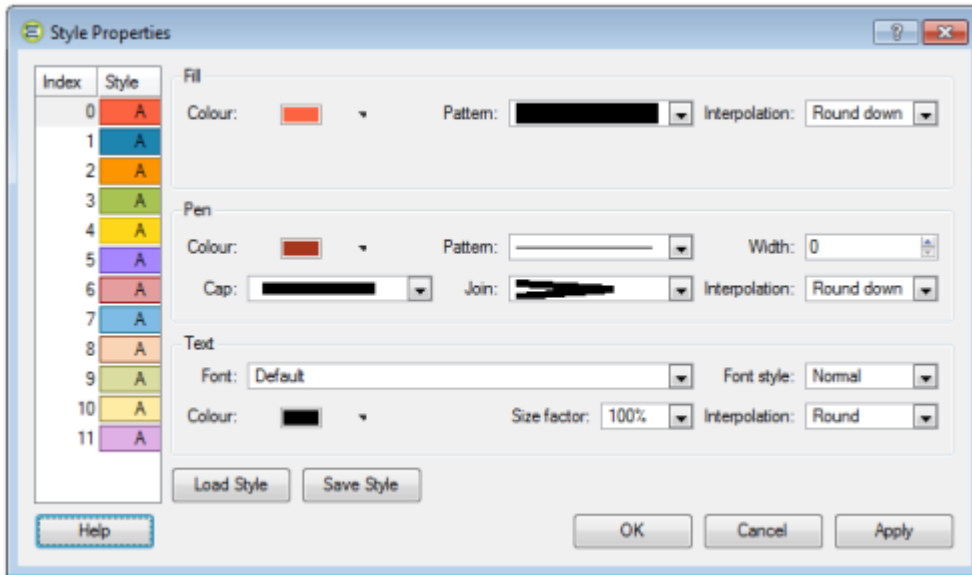 Style Properties
Index Style
0 A
1 A
2 A
3 A
4 A
5 A
6 A
7 A
8 A
9 A
10 A
11 A
Fill
Colour: Pattern: Interpolation: Round down
Pen
Colour: Pattern: Width: 0
Cap: Join: Interpolation: Round down
Text
Font: Default Font style: Normal
Colour: Size factor: 100% Interpolation: Round
Load Style Save Style
Help OK Cancel Apply